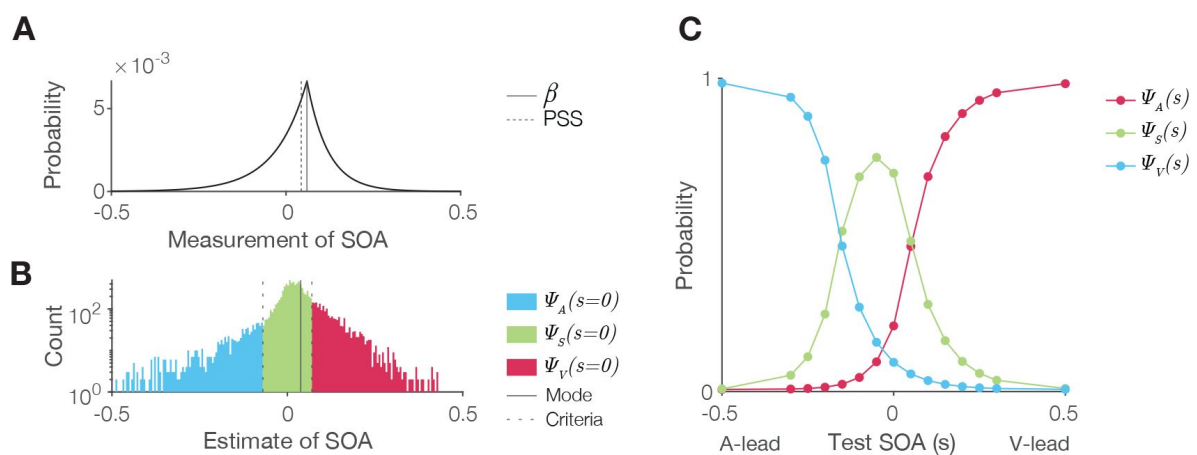 A
×10⁻³
Probability
5
0
-0.5
0
0.5
Measurement of SOA
β
PSS
B
Count
10²
10⁰
-0.5
0
0.5
Estimate of SOA
Ψ_A(s=0)
Ψ_S(s=0)
Ψ_V(s=0)
Mode
Criteria
C
Probability
1
0
-0.5
0
0.5
A-lead
Test SOA (s)
V-lead
Ψ_A(s)
Ψ_S(s)
Ψ_V(s)